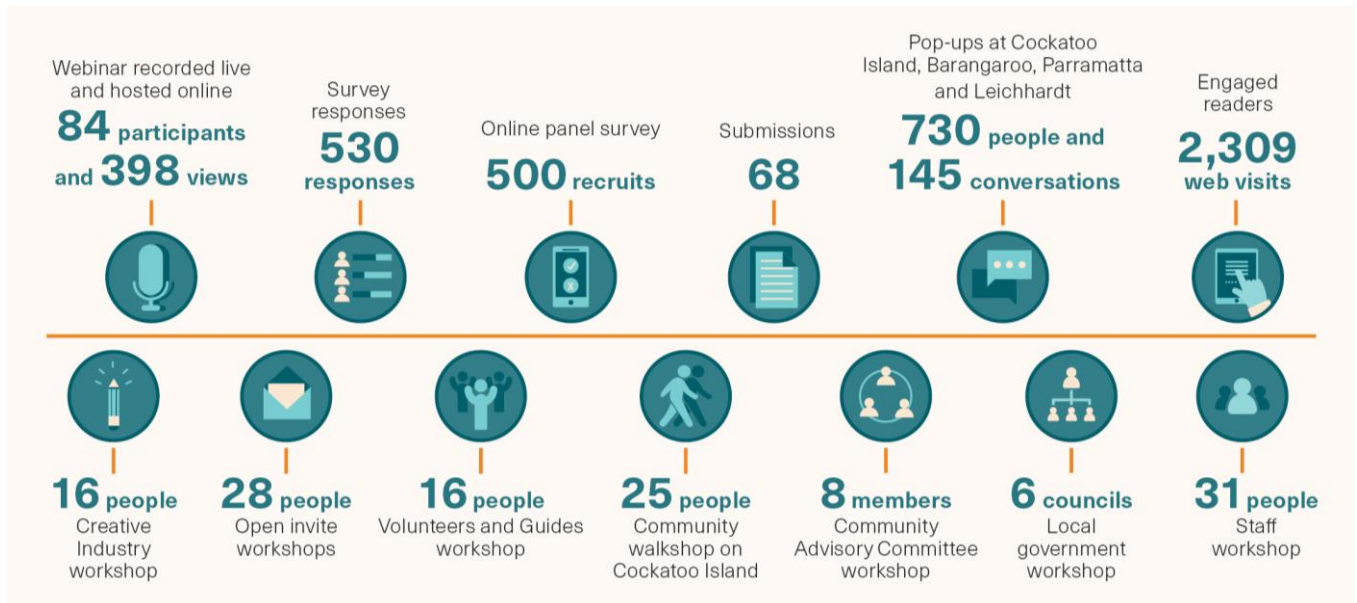 Webinar recorded live
and hosted online
84 participants
and 398 views
Survey
responses
530
responses
Online panel survey
500 recruits
Submissions
68
Pop-ups at Cockatoo
Island, Barangaroo, Parramatta
and Leichhardt
730 people and
145 conversations
Engaged
readers
2,309
web visits
16 people
Creative
Industry
workshop
28 people
Open invite
workshops
16 people
Volunteers and Guides
workshop
25 people
Community
walkshop on
Cockatoo Island
8 members
Community
Advisory Committee
workshop
6 councils
Local
government
workshop
31 people
Staff
workshop